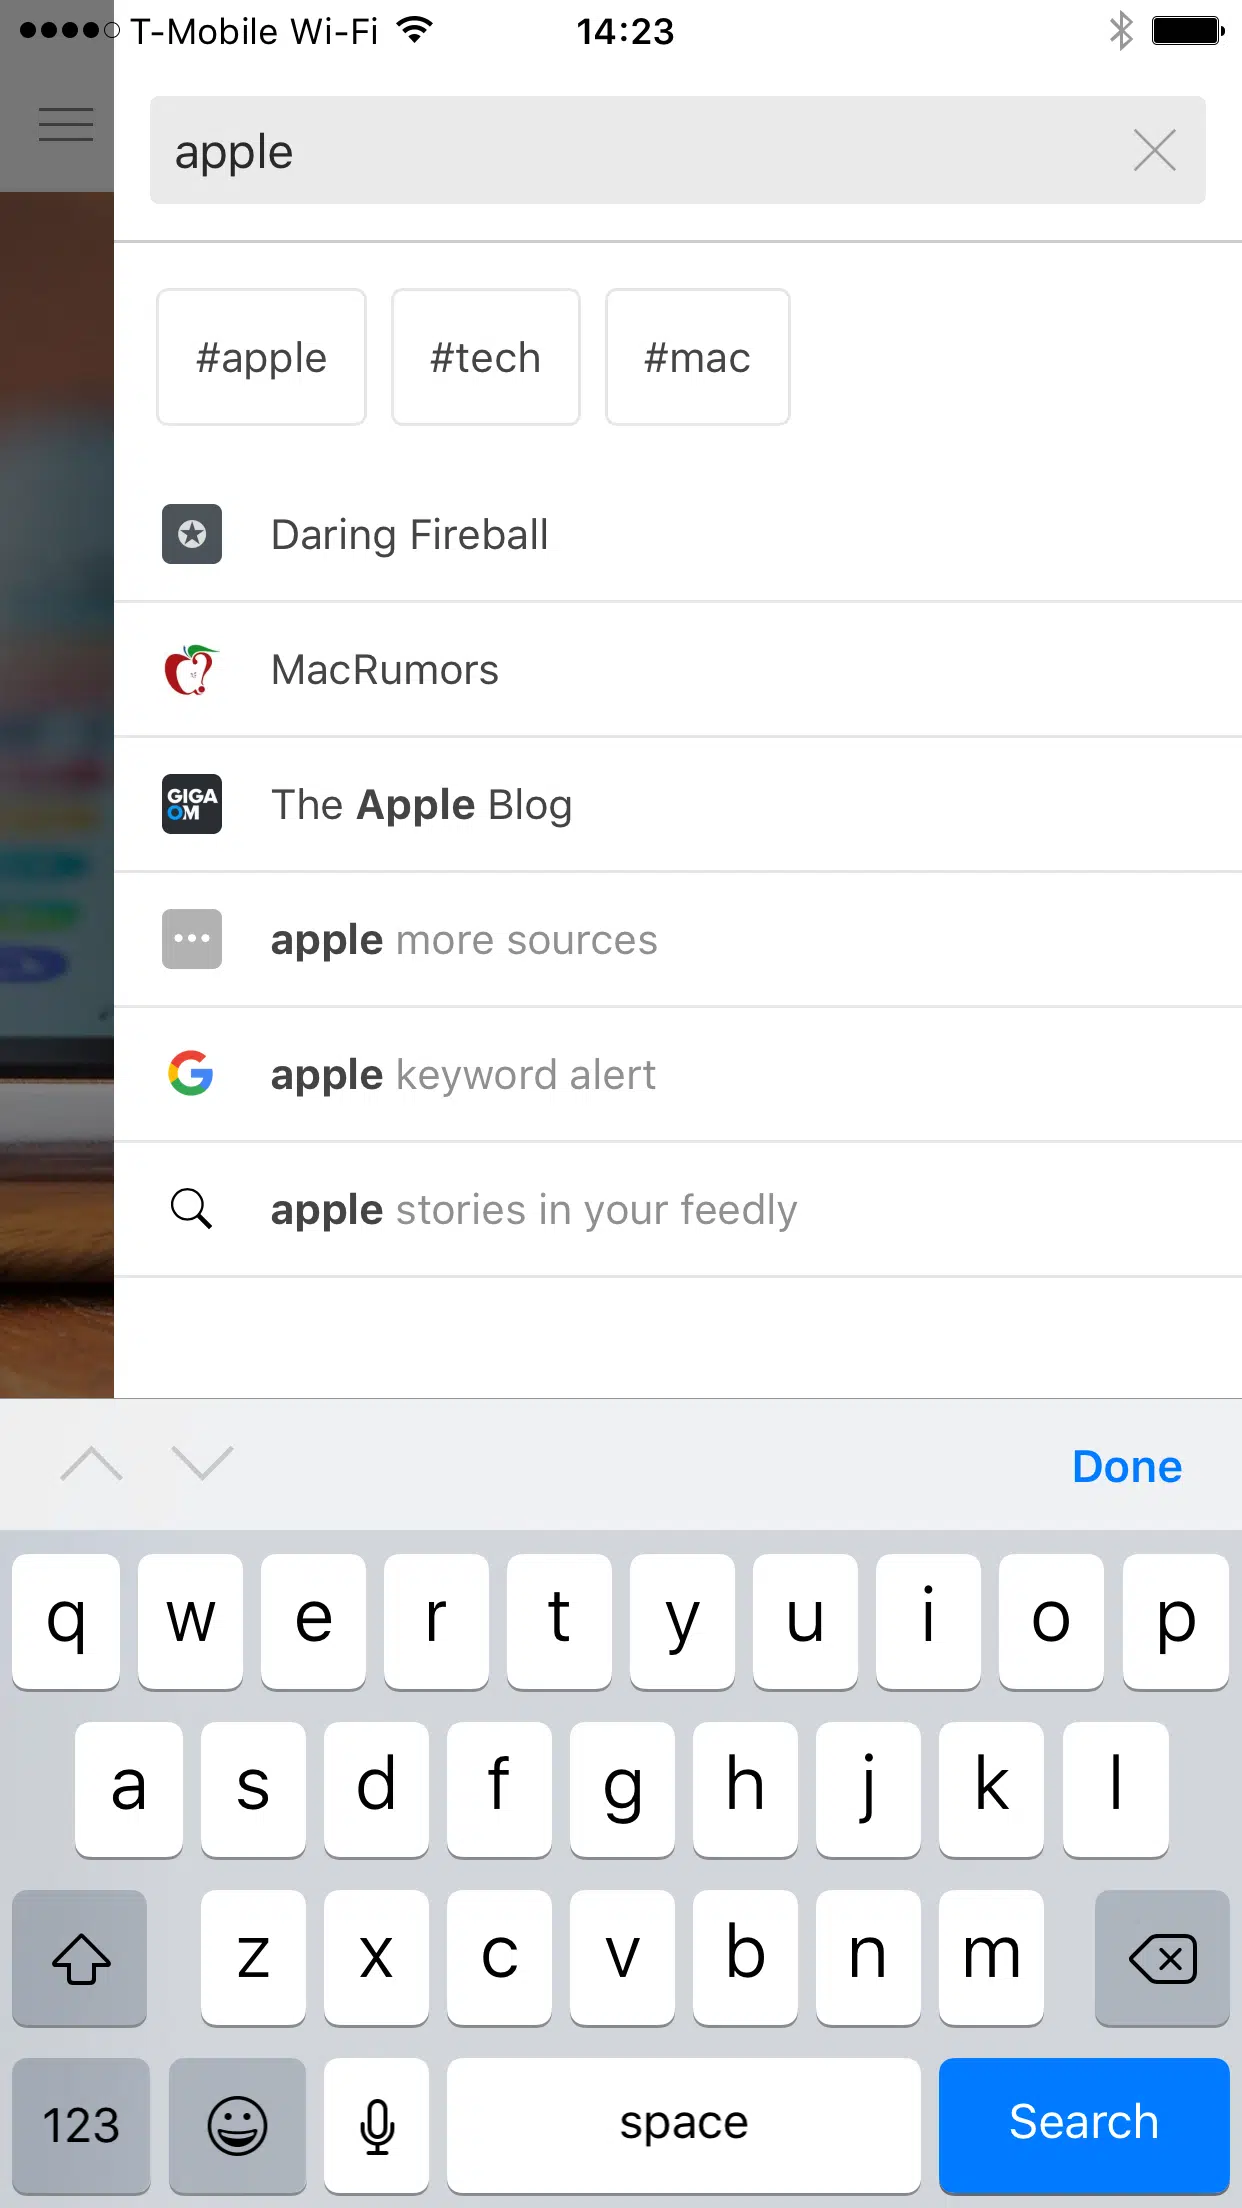 T-Mobile Wi-Fi 14:23
apple
#apple #tech #mac
Daring Fireball
MacRumors
GIGA
OM
The Apple Blog
apple more sources
apple keyword alert
apple stories in your feedly
Done
q w e r t y u i o p
a s d f g h j k l
z x c v b n m
123 space Search